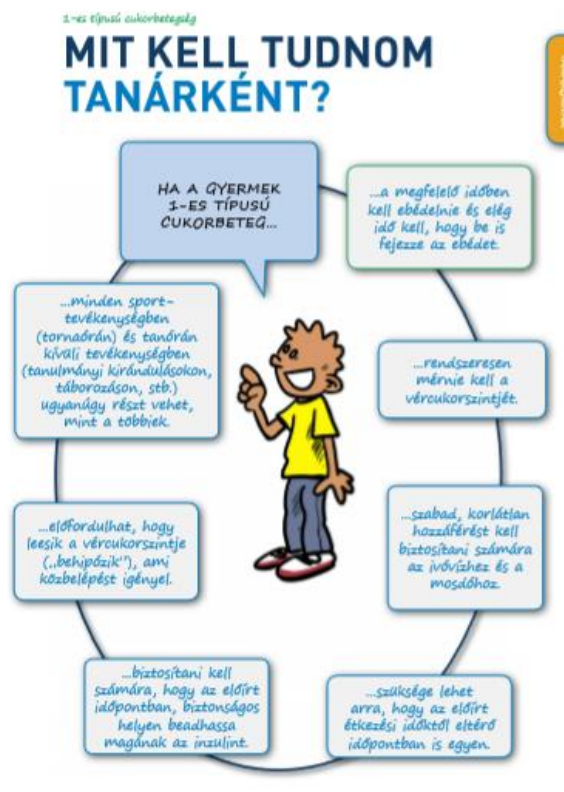 1-es típusú cukorbetegség
MIT KELL TUDNOM
TANÁRKÉNT?
HA A GYERMEK
1-ES TÍPUSÚ
CUKORBETEG...
...a megfelelő időben
kell ebédelnie és elég
idő kell, hogy be is
fejezze az ebédet.
...rendszeresen
mérnie kell a
vércukorszintjét.
...szabad, korlátlan
hozzáférést kell
biztosítani számára
az ivóvízhez és a
mosdóhoz.
...szüksége lehet
arra, hogy az előírt
étkezési időktől eltérő
időpontban is egyen.
...biztosítani kell
számára, hogy az előírt
időpontban, biztonságos
helyen beadhassa
magának az inzulint.
...előfordulhat, hogy
leesik a vércukorszintje
(„behipózik”), ami
közbelépést igényel.
...minden sport-
tevékenységben
(tornaórán) és tanórán
kívüli tevékenységben
(tanulmányi kirándulásokon,
táborozáson, stb.)
ugyanúgy részt vehet,
mint a többiek.